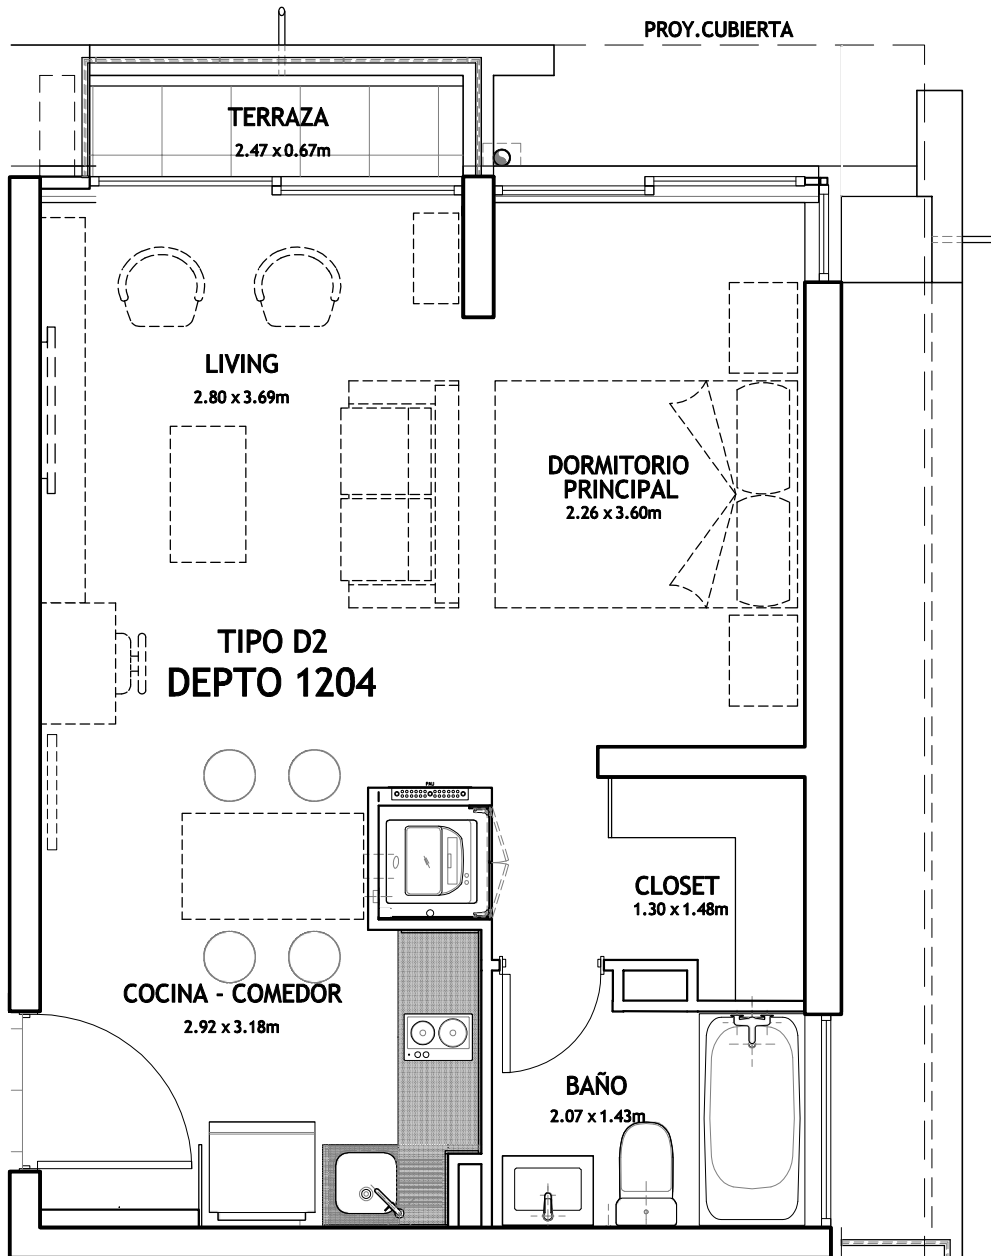 PROY.CUBIERTA
TERRAZA
2.47 x 0.67m
LIVING
2.80 x 3.69m
DORMITORIO
PRINCIPAL
2.26 x 3.60m
TIPO D2
DEPTO 1204
CLOSET
1.30 x 1.48m
COCINA - COMEDOR
2.92 x 3.18m
BAÑO
2.07 x 1.43m